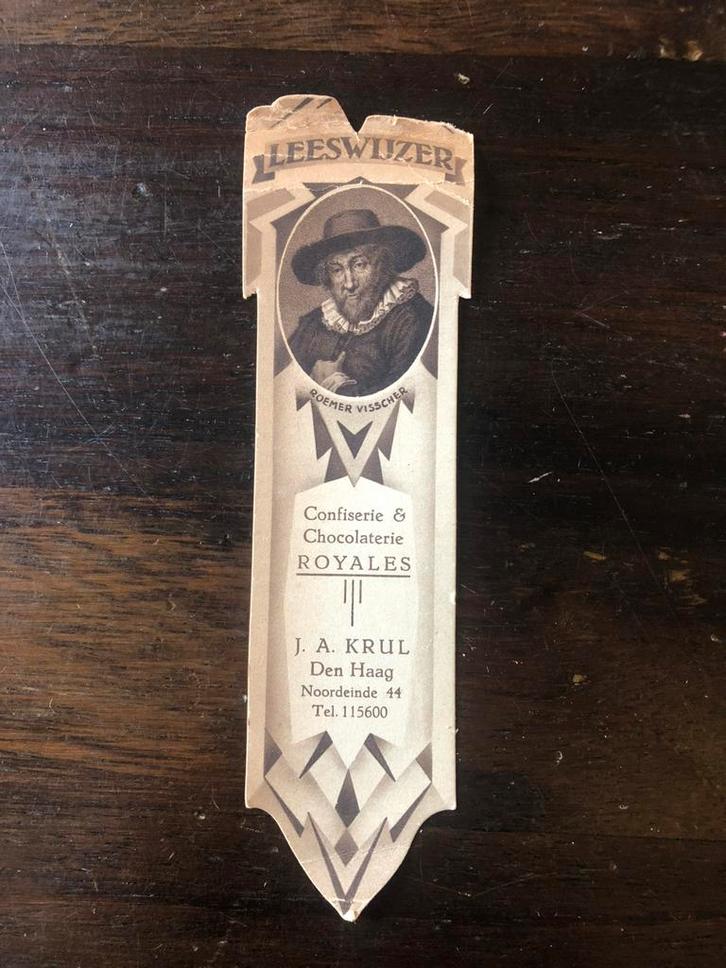 LEESWIJZER
ROEMER VISSCHER
Confiserie &
Chocolaterie
ROYALES
J. A. KRUL
Den Haag
Noordeinde 44
Tel. 115600